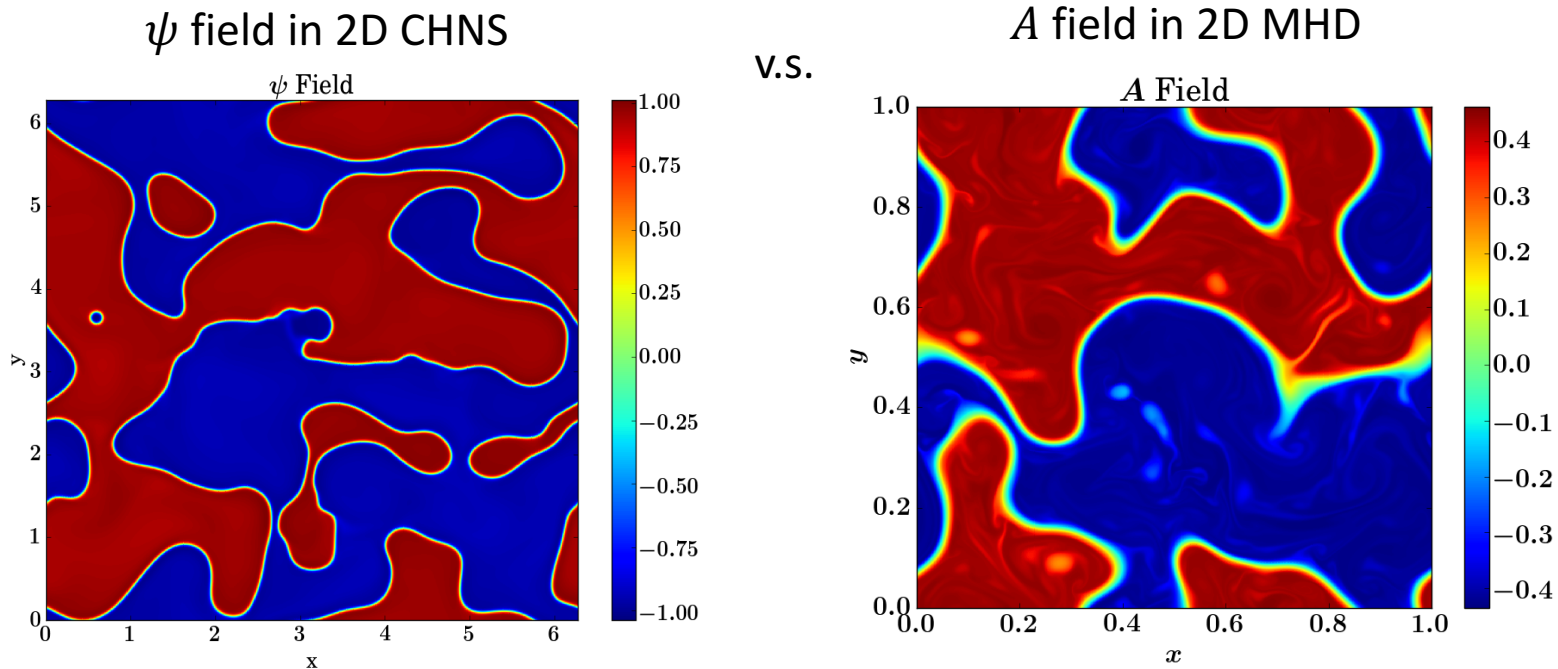 ψ field in 2D CHNS
v.s.
A field in 2D MHD
ψ Field
6
5
4
3
2
1
0
y
0 1 2 3 4 5 6
x
1.00
0.75
0.50
0.25
0.00
−0.25
−0.50
−0.75
−1.00
A Field
1.0
0.8
0.6
0.4
0.2
0.0
y
0.0 0.2 0.4 0.6 0.8 1.0
x
0.4
0.3
0.2
0.1
0.0
−0.1
−0.2
−0.3
−0.4